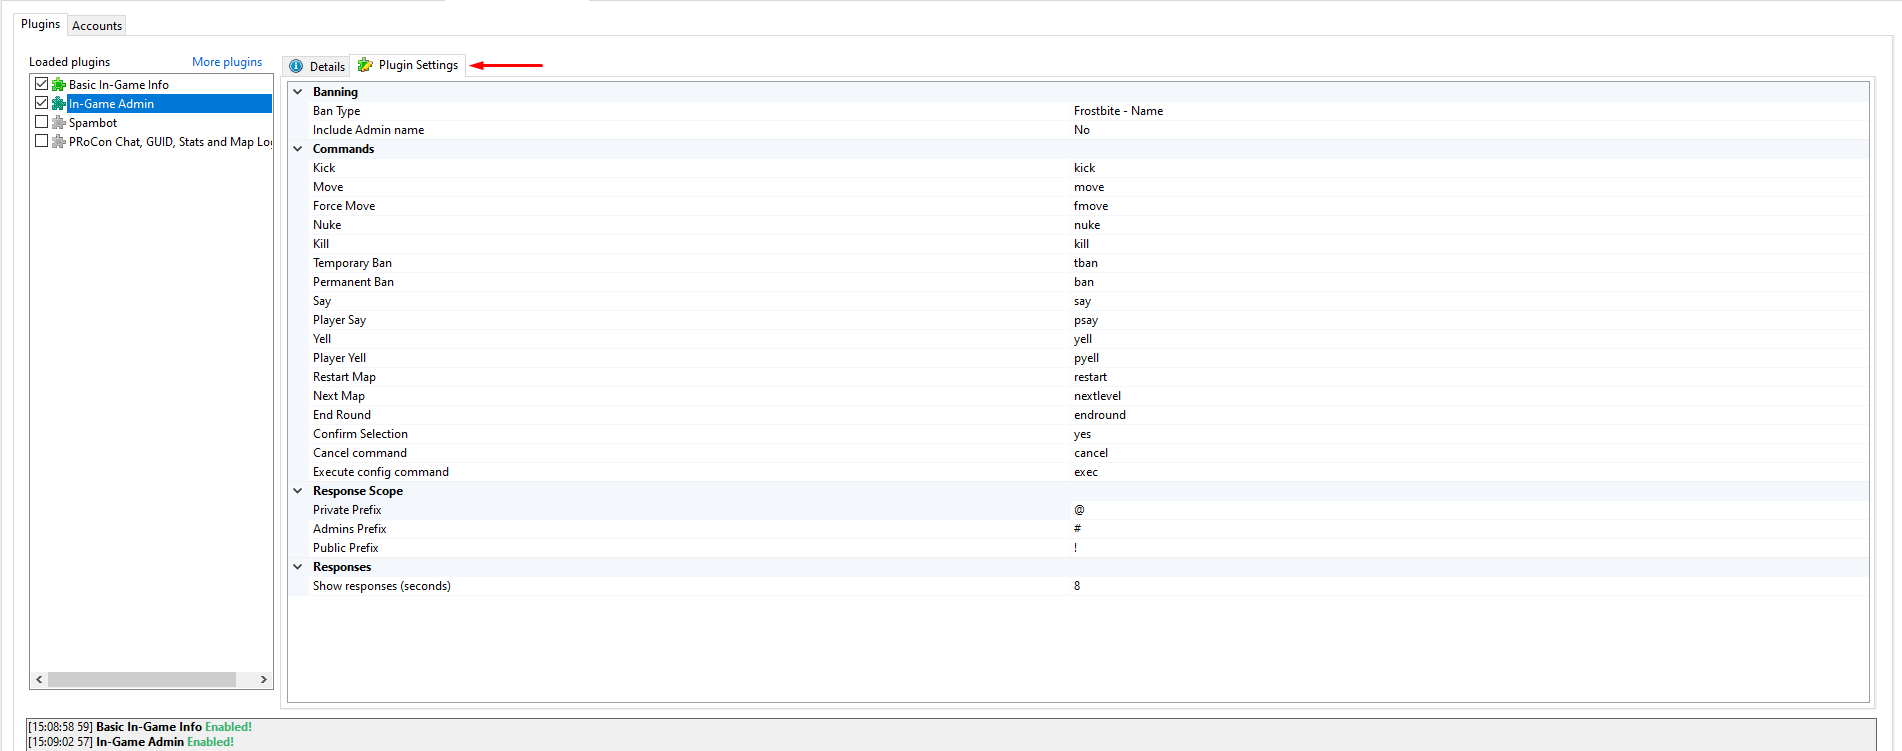 Plugins Accounts
Loaded plugins More plugins
Basic In-Game Info
In-Game Admin
Spambot
PRoCon Chat, GUID, Stats and Map Lo
Details Plugin Settings
Banning
Ban Type Frostbite - Name
Include Admin name No
Commands
Kick kick
Move move
Force Move fmove
Nuke nuke
Kill kill
Temporary Ban tban
Permanent Ban ban
Say say
Player Say psay
Yell yell
Player Yell pyell
Restart Map restart
Next Map nextlevel
End Round endround
Confirm Selection yes
Cancel command cancel
Execute config command exec
Response Scope
Private Prefix @
Admins Prefix #
Public Prefix !
Responses
Show responses (seconds) 8
[15:08:58 59] Basic In-Game Info Enabled!
[15:09:02 57] In-Game Admin Enabled!